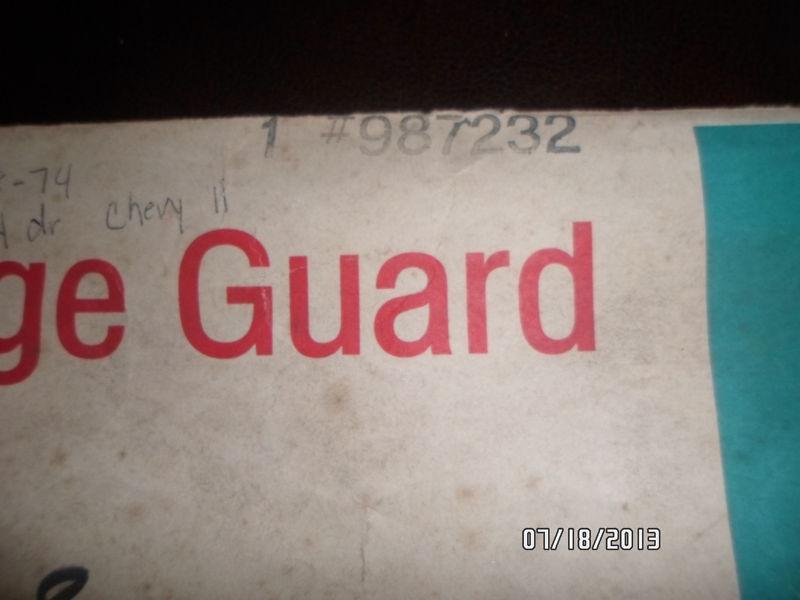 1 #987232
-74
dr Chevy II
ge Guard
07/18/2013